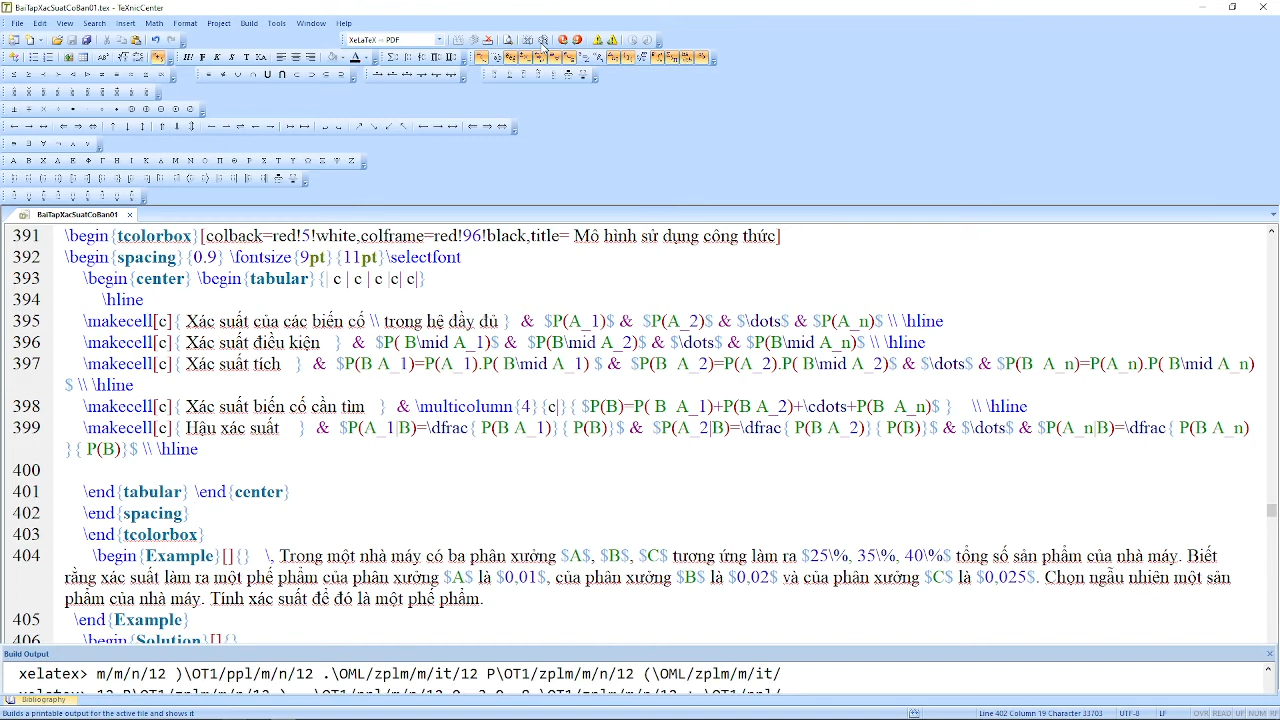 BaiTapXacSuatCoBan01.tex - TeXnicCenter
File Edit View Search Insert Math Format Project Build Tools Window Help
XeLaTeX ⇨ PDF
BaiTapXacSuatCoBan01
391 \begin{tcolorbox}[colback=red!5!white,colframe=red!96!black,title= Mô hình sử dụng công thức]
392 \begin{spacing}{0.9} \fontsize{9pt}{11pt}\selectfont
393 \begin{center} \begin{tabular}{| c | c | c |c| c|}
394 \hline
395 \makecell[c]{ Xác suất của các biến cố \\ trong hệ đầy đủ } & $P(A_1)$ & $P(A_2)$ & $\dots$ & $P(A_n)$ \\ \hline
396 \makecell[c]{ Xác suất điều kiện } & $P( B\mid A_1)$ & $P(B\mid A_2)$ & $\dots$ & $P(B\mid A_n)$ \\ \hline
397 \makecell[c]{ Xác suất tích } & $P(B A_1)=P(A_1).P( B\mid A_1) $ & $P(B A_2)=P(A_2).P( B\mid A_2)$ & $\dots$ & $P(B A_n)=P(A_n).P( B\mid A_n)
$ \\ \hline
398 \makecell[c]{ Xác suất biến cố cần tìm } & \multicolumn{4}{c|}{ $P(B)=P( B A_1)+P(B A_2)+\cdots+P(B A_n)$ } \\ \hline
399 \makecell[c]{ Hậu xác suất } & $P(A_1|B)=\dfrac{ P(B A_1)}{ P(B)}$ & $P(A_2|B)=\dfrac{ P(B A_2)}{ P(B)}$ & $\dots$ & $P(A_n|B)=\dfrac{ P(B A_n)
}{ P(B)}$ \\ \hline
400
401 \end{tabular} \end{center}
402 \end{spacing}
403 \end{tcolorbox}
404 \begin{Example}[]{} \, Trong một nhà máy có ba phân xưởng $A$, $B$, $C$ tương ứng làm ra $25\%, 35\%, 40\%$ tổng số sản phẩm của nhà máy. Biết
rằng xác suất làm ra một phế phẩm của phân xưởng $A$ là $0,01$, của phân xưởng $B$ là $0,02$ và của phân xưởng $C$ là $0,025$. Chọn ngẫu nhiên một sản
phẩm của nhà máy. Tính xác suất để đó là một phế phẩm.
405 \end{Example}
406 \begin{Solution}[]{}
Build Output
xelatex> m/m/n/12 )\OT1/ppl/m/n/12 .\OML/zplm/m/it/12 P\OT1/zplm/m/n/12 (\OML/zplm/m/it/
Bibliography
Builds a printable output for the active file and shows it
Line 402 Column 19 Character 33703 UTF-8 LF OVR READ UF NUM RF